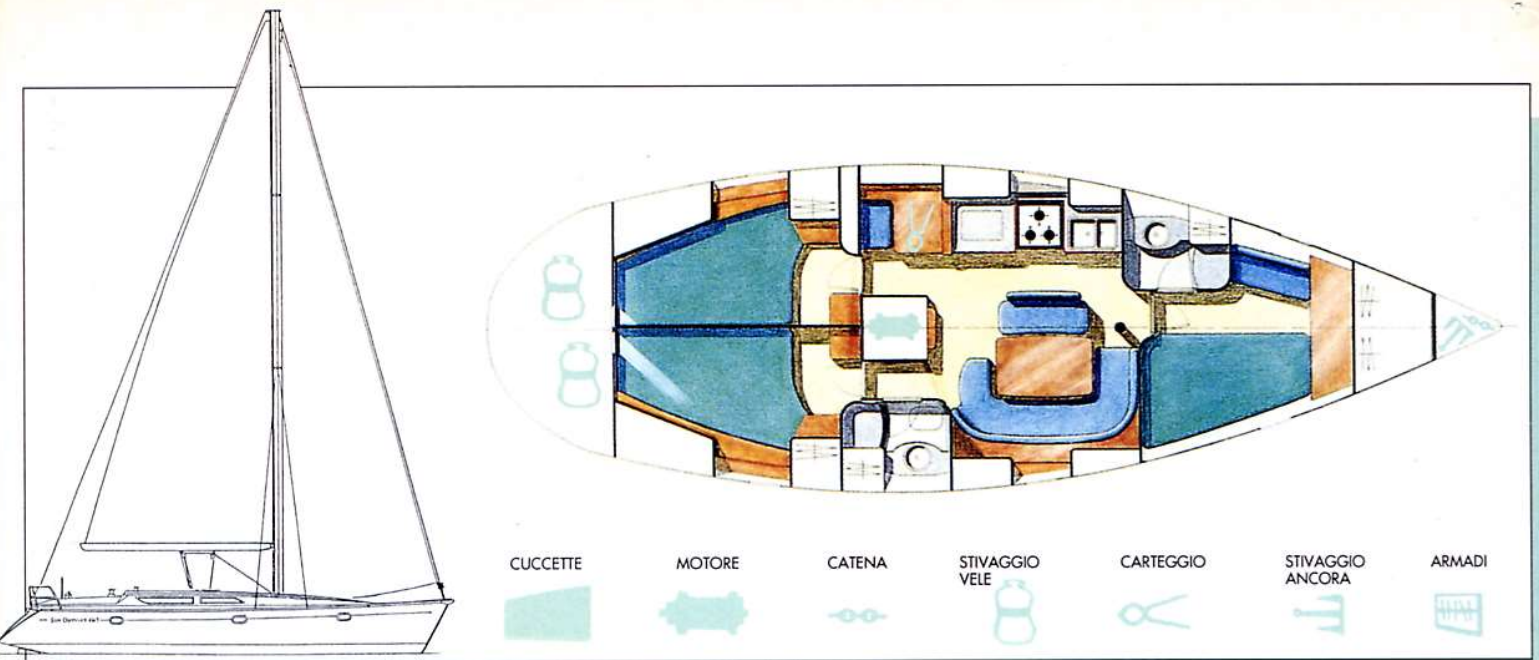 CUCCETTE
MOTORE
CATENA
STIVAGGIO
VELE
CARTEGGIO
STIVAGGIO
ANCORA
ARMADI